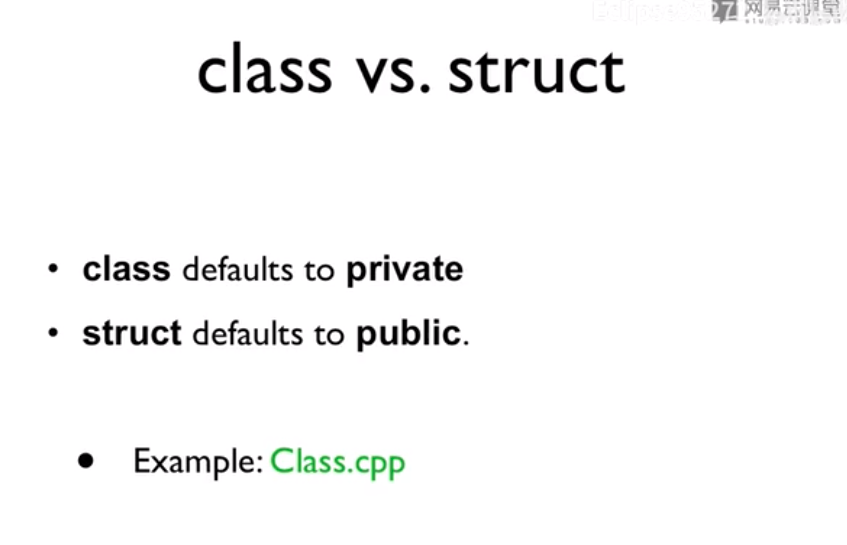 网易云课堂
class vs. struct
• class defaults to private
• struct defaults to public.
• Example: Class.cpp